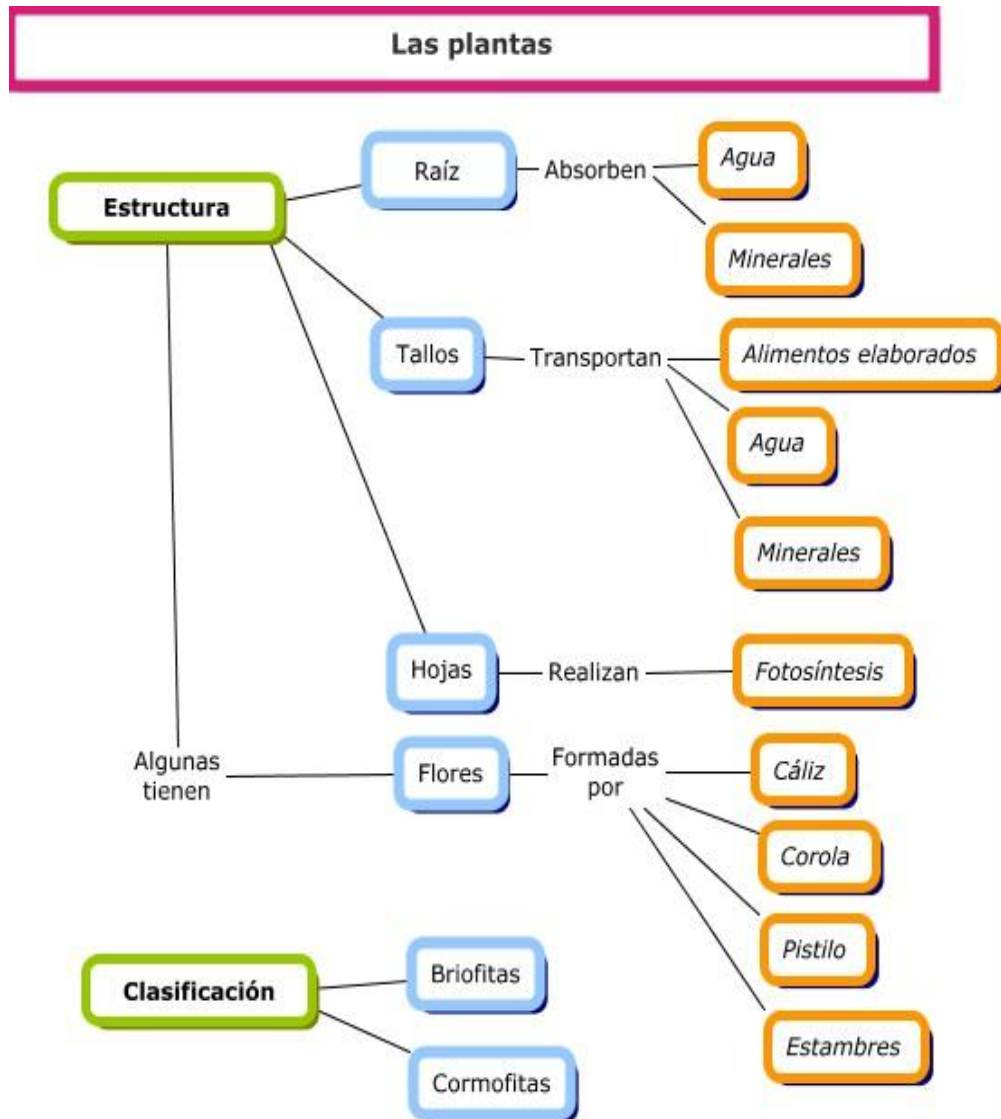 Las plantas
Estructura
Raíz
Absorben
Agua
Minerales
Tallos
Transportan
Alimentos elaborados
Agua
Minerales
Hojas
Realizan
Fotosíntesis
Algunas
tienen
Flores
Formadas
por
Cáliz
Corola
Pistilo
Estambres
Clasificación
Briofitas
Cormofitas